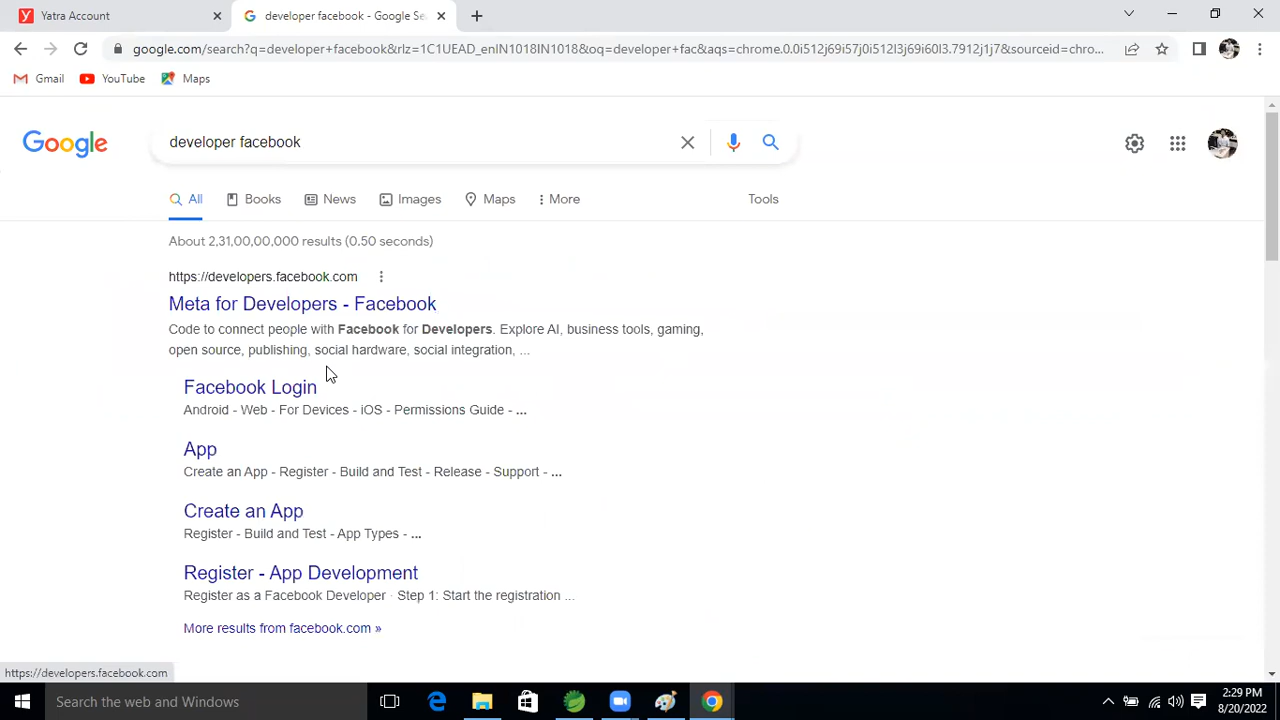 Yatra Account
developer facebook - Google Se
google.com/search?q=developer+facebook&rlz=1C1UEAD_enIN1018IN1018&oq=developer+fac&aqs=chrome.0.0i512j69i57j0i512l3j69i60l3.7912j1j7&sourceid=chro...
Gmail YouTube Maps
Google developer facebook
All Books News Images Maps More Tools
About 2,31,00,00,000 results (0.50 seconds)
https://developers.facebook.com
Meta for Developers - Facebook
Code to connect people with Facebook for Developers. Explore AI, business tools, gaming,
open source, publishing, social hardware, social integration, ...
Facebook Login
Android - Web - For Devices - iOS - Permissions Guide - ...
App
Create an App - Register - Build and Test - Release - Support - ...
Create an App
Register - Build and Test - App Types - ...
Register - App Development
Register as a Facebook Developer · Step 1: Start the registration ...
More results from facebook.com »
https://developers.facebook.com
Search the web and Windows
2:29 PM
8/20/2022